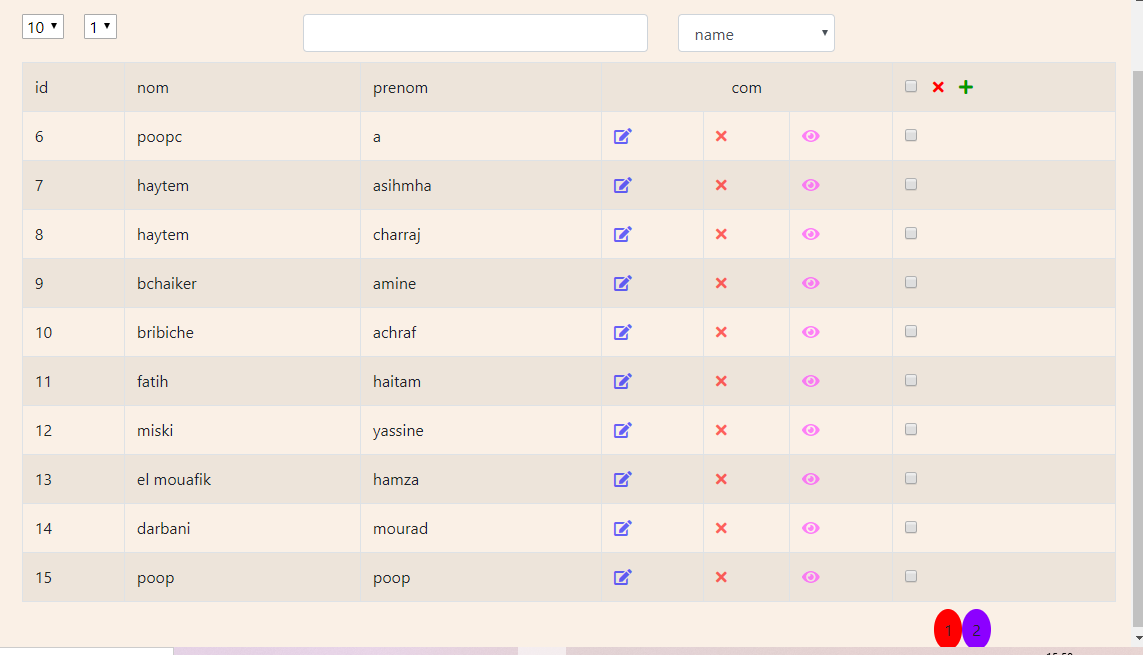 10 1 name
id nom prenom com
6 poopc a
7 haytem asihmha
8 haytem charraj
9 bchaiker amine
10 bribiche achraf
11 fatih haitam
12 miski yassine
13 el mouafik hamza
14 darbani mourad
15 poop poop
1 2